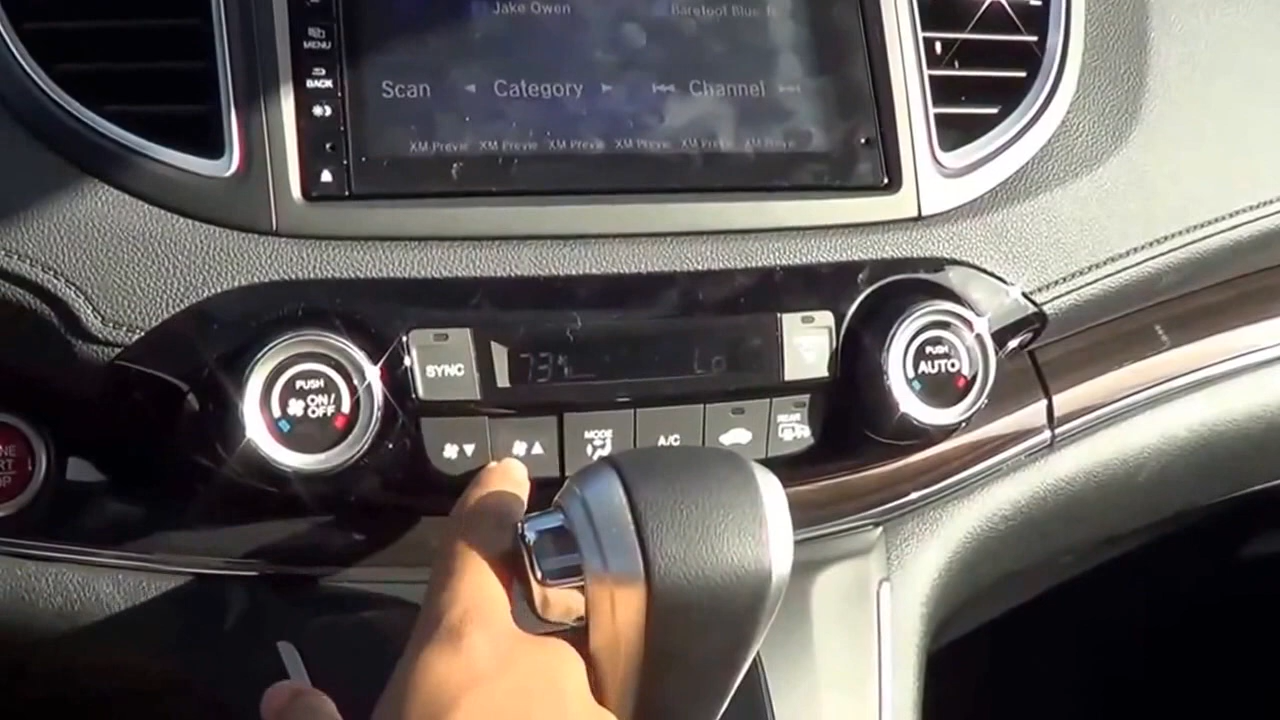 Jake Owen
Barefoot Blue
MENU
BACK
Scan
Category
Channel
XM Previe XM Previe XM Previe XM Previe XM Previe XM Previe
PUSH
ON/
OFF
SYNC
Lo
PUSH
AUTO
MODE
A/C
REAR